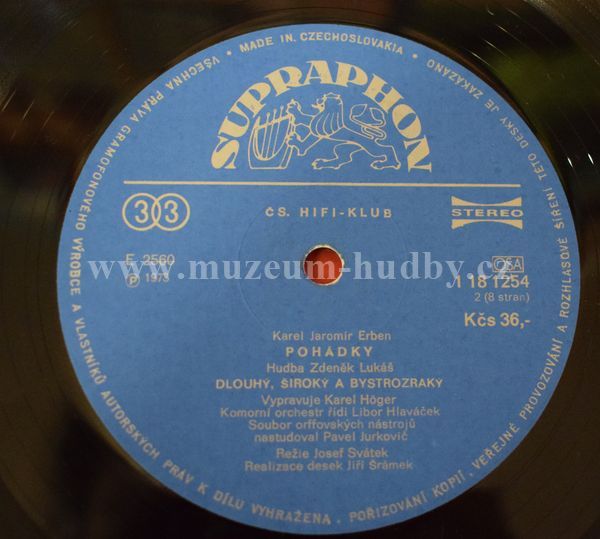 VŠECHNA PRÁVA GRAMOFONOVÉHO VÝROBCE A VLASTNÍKŮ AUTORSKÝCH PRÁV K DÍLU VYHRAŽENA . POŘIZOVÁNÍ KOPIÍ, VEŘEJNÉ PROVOZOVÁNÍ A ROZHLASOVÉ ŠÍŘENÍ TÉTO DESKY JE ZAKÁZÁNO
• MADE IN CZECHOSLOVAKIA •
SUPRAPHON
33
ČS. HIFI-KLUB
STEREO
E 2560
℗ 1973
OSA
1 18 1254
2 (8 stran)
Kčs 36,-
www.muzeum-hudby.cz
Karel Jaromír Erben
POHÁDKY
Hudba Zdeněk Lukáš
DLOUHÝ, ŠIROKÝ A BYSTROZRAKÝ
Vypravuje Karel Höger
Komorní orchestr řídí Libor Hlaváček
Soubor orffovských nástrojů
nastudoval Pavel Jurkovič
Režie Josef Svátek
Realizace desek Jiří Šrámek